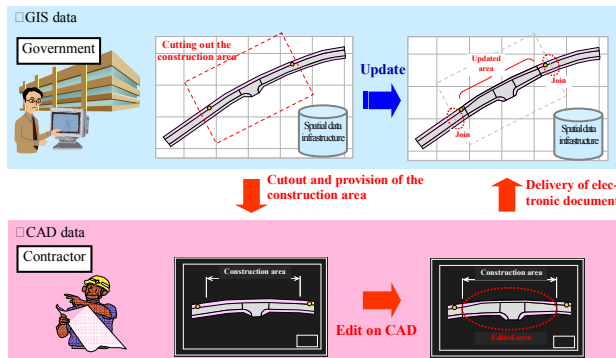 □GIS data
Government
Cutting out the
construction area
Spatial data
infrastructure
Update
Updated
area
Join
Join
Spatial data
infrastructure
Cutout and provision of the
construction area
Delivery of elec-
tronic document
□CAD data
Contractor
Construction area
Edit on CAD
Construction area
Edited area